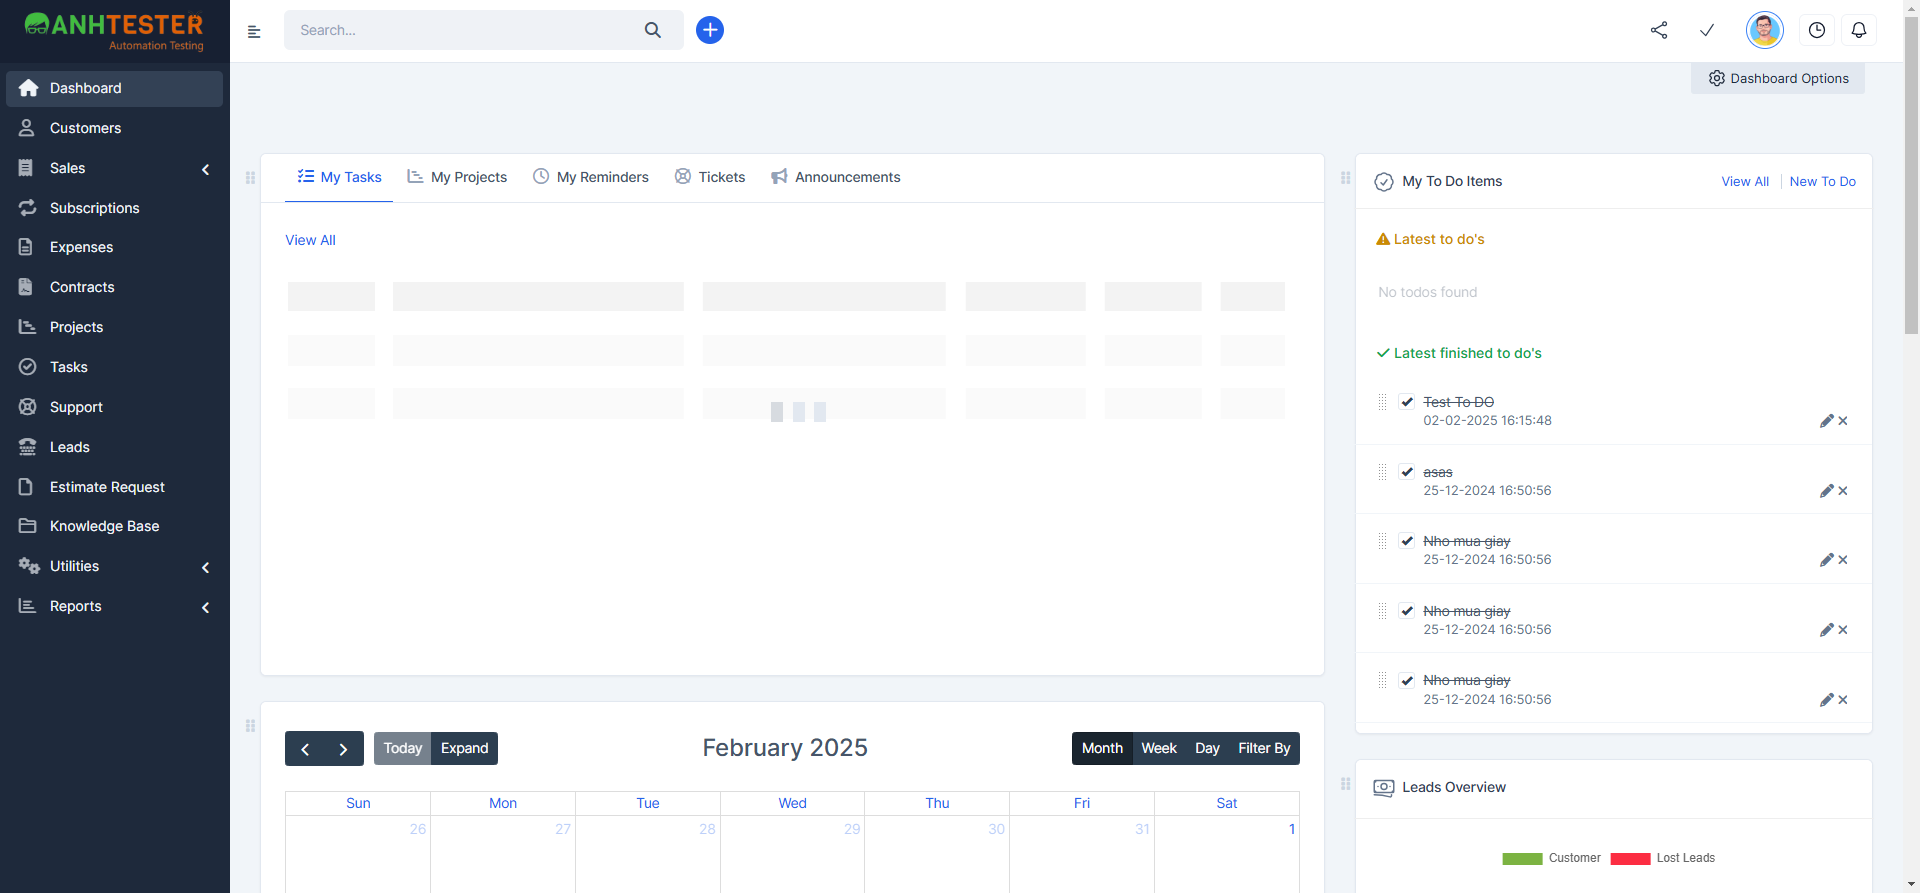 ANHTESTER
Automation Testing
Search...
Dashboard Options
Dashboard
Customers
Sales
Subscriptions
Expenses
Contracts
Projects
Tasks
Support
Leads
Estimate Request
Knowledge Base
Utilities
Reports
My Tasks My Projects My Reminders Tickets Announcements
View All
My To Do Items View All New To Do
Latest to do's
No todos found
Latest finished to do's
Test To DO
02-02-2025 16:15:48
asas
25-12-2024 16:50:56
Nho mua giay
25-12-2024 16:50:56
Nho mua giay
25-12-2024 16:50:56
Nho mua giay
25-12-2024 16:50:56
Today Expand February 2025 Month Week Day Filter By
Sun Mon Tue Wed Thu Fri Sat
26 27 28 29 30 31 1
Leads Overview
Customer Lost Leads